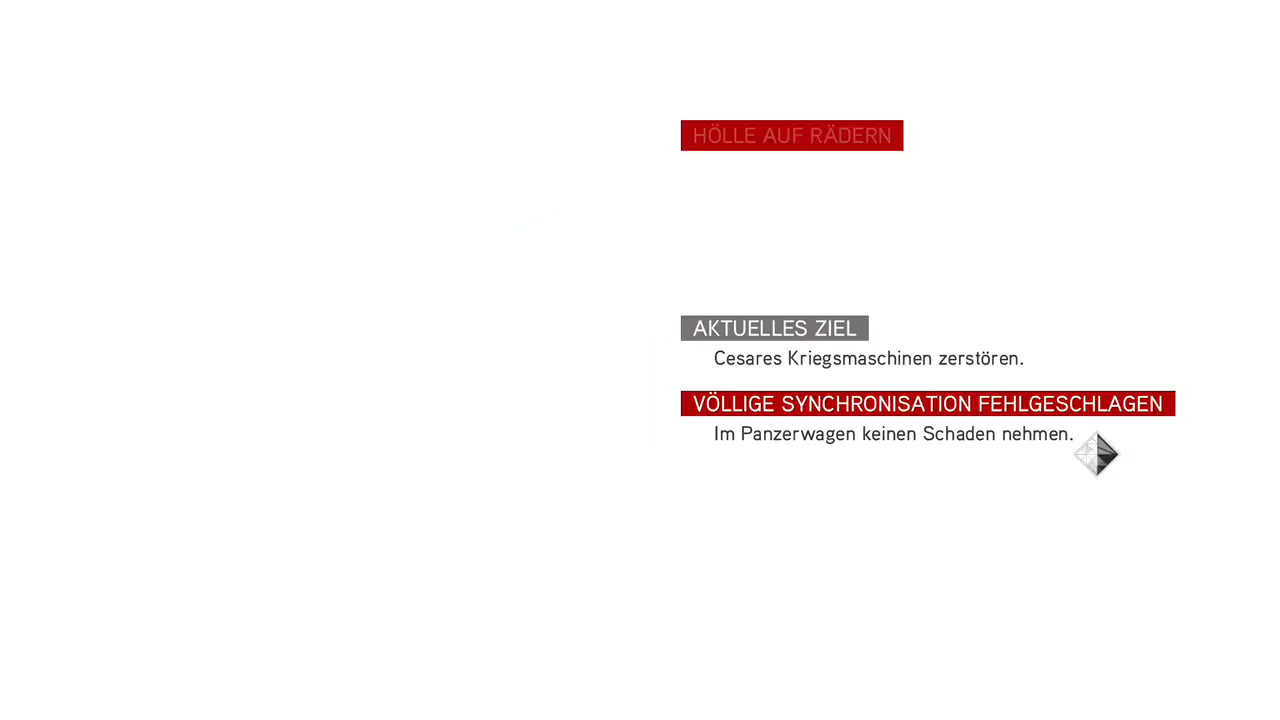 HÖLLE AUF RÄDERN
AKTUELLES ZIEL
Cesares Kriegsmaschinen zerstören.
VÖLLIGE SYNCHRONISATION FEHLGESCHLAGEN
Im Panzerwagen keinen Schaden nehmen.